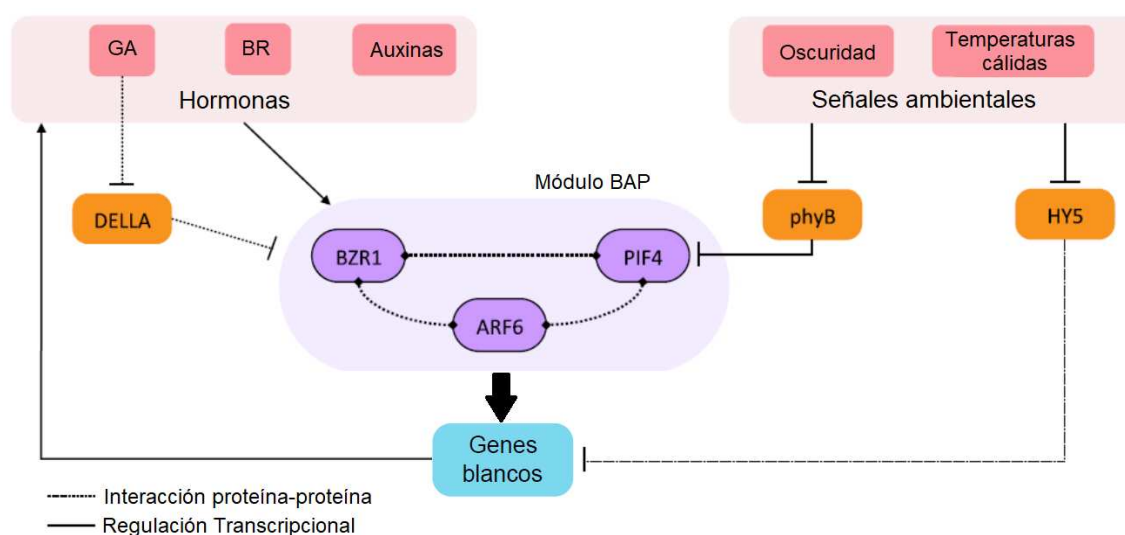 GA
BR
Auxinas
Hormonas
Oscuridad
Temperaturas
cálidas
Señales ambientales
Módulo BAP
DELLA
phyB
HY5
BZR1
PIF4
ARF6
Genes
blancos
Interacción proteína-proteína
Regulación Transcripcional